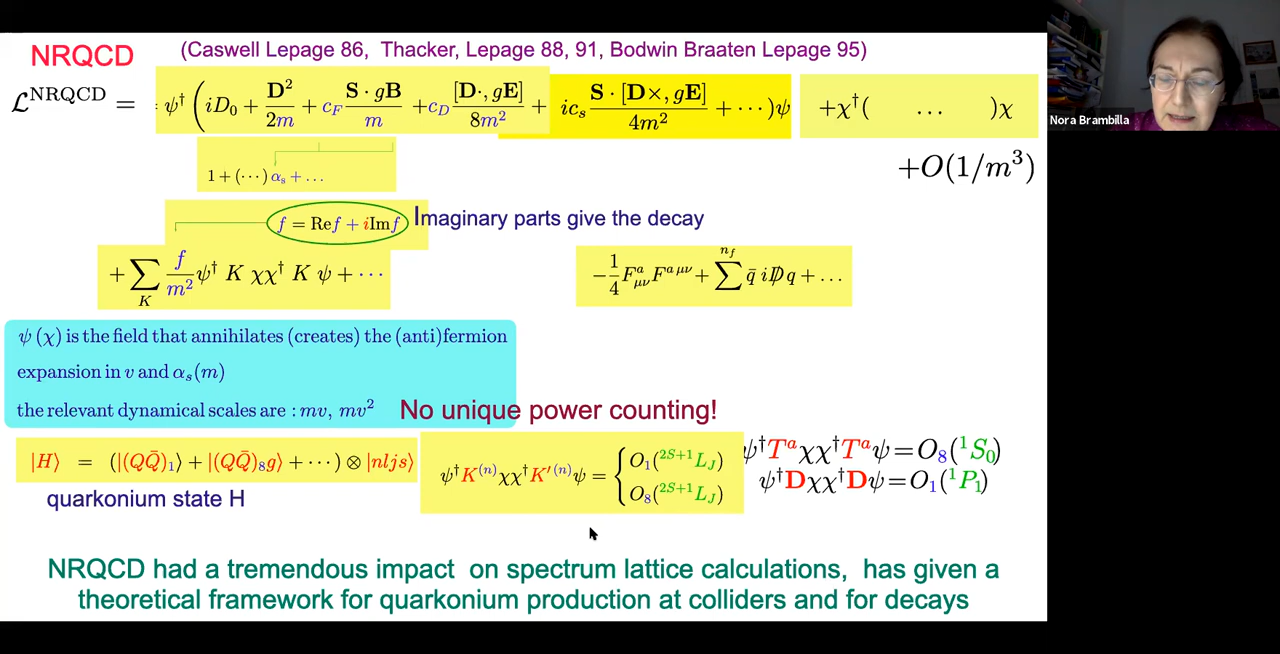 NRQCD (Caswell Lepage 86, Thacker, Lepage 88, 91, Bodwin Braaten Lepage 95)
ℒ^NRQCD = ψ†(iD₀ + D²/2m + c_F S · gB/m + c_D [D·, gE]/8m² + ic_s S · [D×, gE]/4m² + ···)ψ +χ†( ... )χ
1 + (···) α_s + ...
+O(1/m³)
f = Ref + iImf Imaginary parts give the decay
+ ∑_K f/m² ψ† K χχ† K ψ + ···
−1/4 F^a_μν F^{a μν} + ∑^{n_f} q̄ iD̸ q + ...
ψ (χ) is the field that annihilates (creates) the (anti)fermion
expansion in v and α_s(m)
the relevant dynamical scales are : mv, mv²
No unique power counting!
|H⟩ = (|(QQ̄)₁⟩ + |(QQ̄)₈g⟩ + ···) ⊗ |nljs⟩
quarkonium state H
ψ†K^(n)χχ†K′^(n)ψ = { O₁(^{2S+1}L_J)
O₈(^{2S+1}L_J)
ψ†T^aχχ†T^aψ=O₈(¹S₀)
ψ†Dχχ†Dψ=O₁(¹P₁)
NRQCD had a tremendous impact on spectrum lattice calculations, has given a
theoretical framework for quarkonium production at colliders and for decays
Nora Brambilla